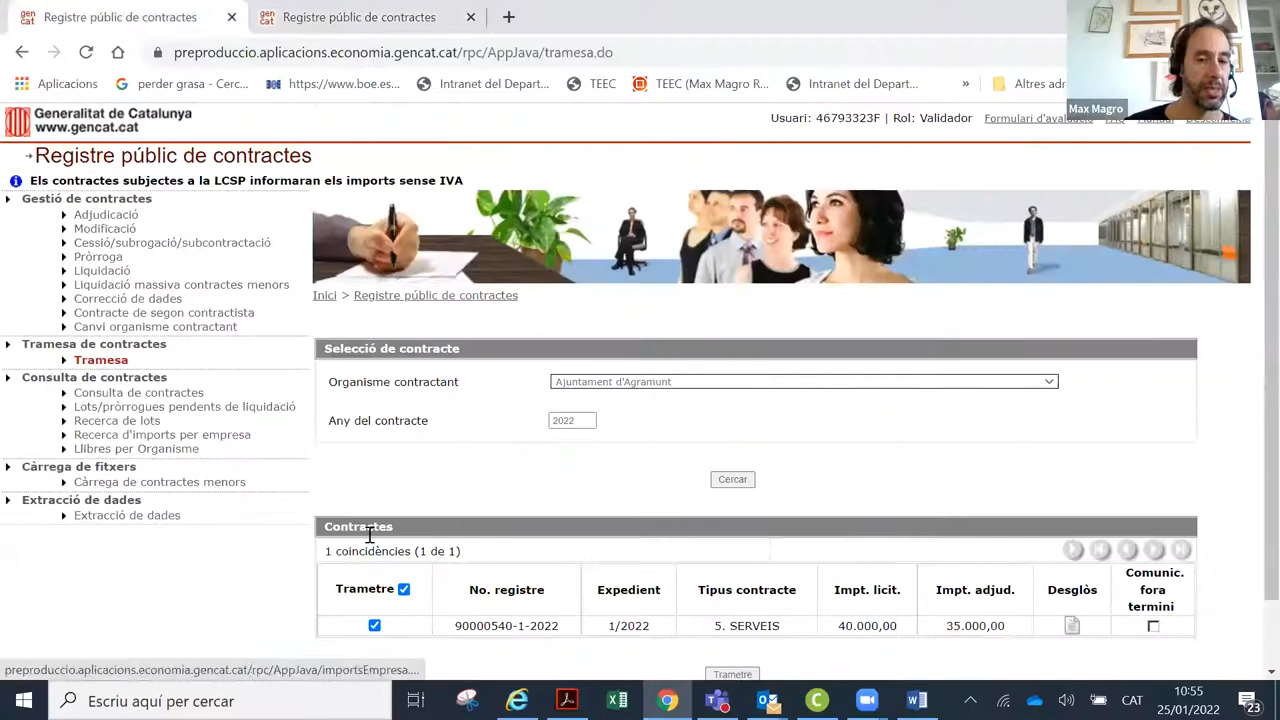 Registre públic de contractes
Registre públic de contractes
preproduccio.aplicacions.economia.gencat.cat/rpc/AppJava/tramesa.do
Aplicacions
perder grasa - Cerc...
https://www.boe.es...
Intranet del Depart...
TEEC
TEEC (Max Magro R...
Intranet del Depart...
»
Altres adr
Max Magro
Generalitat de Catalunya
www.gencat.cat
Usuari: 46793323F | Rol: Validador
Registre públic de contractes
Els contractes subjectes a la LCSP informaran els imports sense IVA
Gestió de contractes
Adjudicació
Modificació
Cessió/subrogació/subcontractació
Pròrroga
Liquidació
Liquidació massiva contractes menors
Correcció de dades
Contracte de segon contractista
Canvi organisme contractant
Tramesa de contractes
Tramesa
Consulta de contractes
Consulta de contractes
Lots/pròrrogues pendents de liquidació
Recerca de lots
Recerca d'imports per empresa
Llibres per Organisme
Càrrega de fitxers
Càrrega de contractes menors
Extracció de dades
Extracció de dades
Inici > Registre públic de contractes
Selecció de contracte
Organisme contractant
Ajuntament d'Agramunt
Any del contracte
2022
Cercar
Contractes
1 coincidències (1 de 1)
Trametre
No. registre
Expedient
Tipus contracte
Impt. licit.
Impt. adjud.
Desglòs
Comunic.
fora
termini
90000540-1-2022
1/2022
5. SERVEIS
40.000,00
35.000,00
Trametre
preproduccio.aplicacions.economia.gencat.cat/rpc/AppJava/importsEmpresa....
Escriu aquí per cercar
CAT
10:55
25/01/2022
23